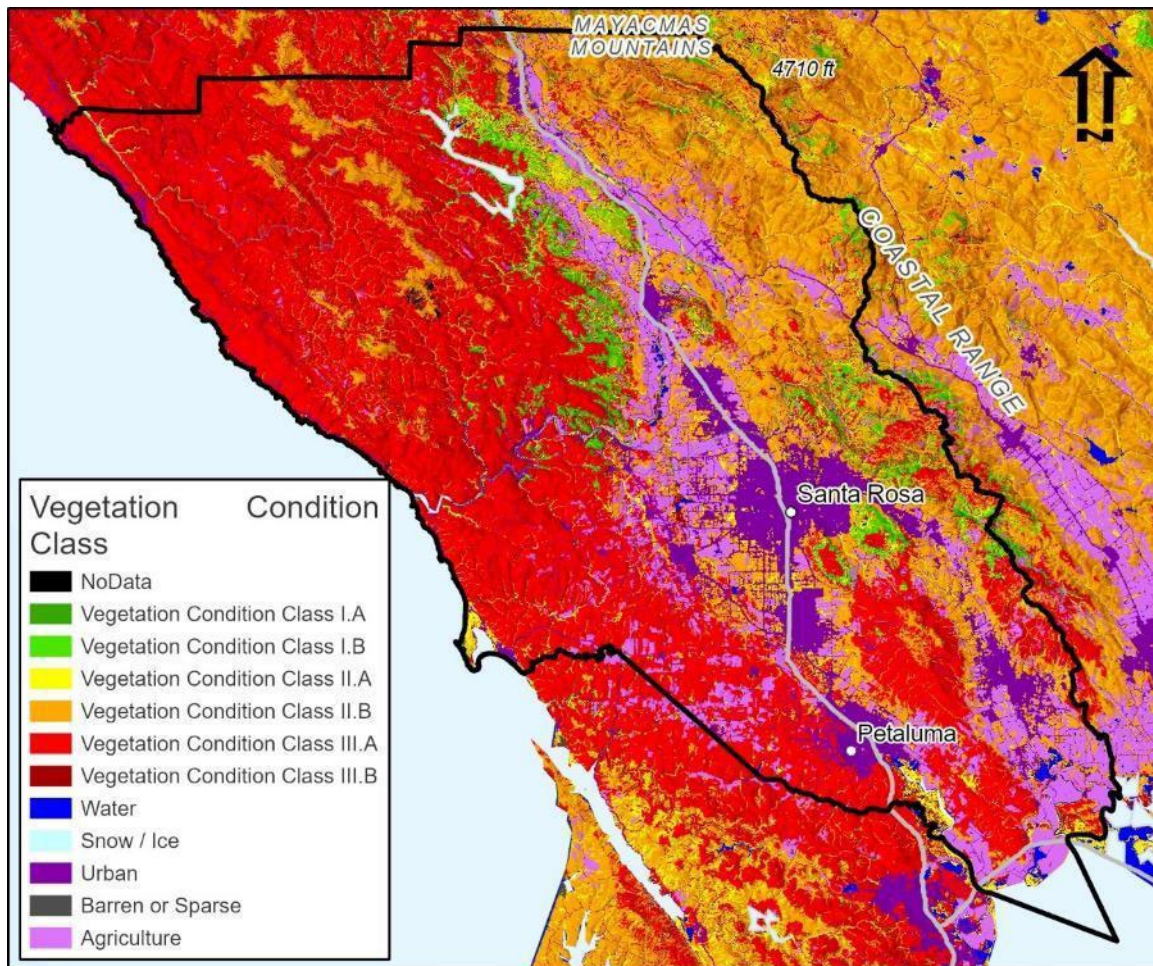 MAYACMAS
MOUNTAINS
4710 ft
N
COASTAL RANGE
Santa Rosa
Petaluma
Vegetation Condition
Class
NoData
Vegetation Condition Class I.A
Vegetation Condition Class I.B
Vegetation Condition Class II.A
Vegetation Condition Class II.B
Vegetation Condition Class III.A
Vegetation Condition Class III.B
Water
Snow / Ice
Urban
Barren or Sparse
Agriculture